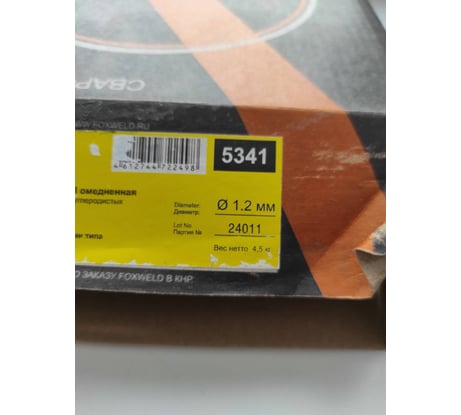 СВАР
WWW.FOXWELD.RU
4612744722498
5341
омедненная
Diameter:
Диаметр: Ø 1.2 мм
Lot No.
Партия № 24011
типа
Вес нетто 4,5 кг
О ЗАКАЗУ FOXWELD В КНР